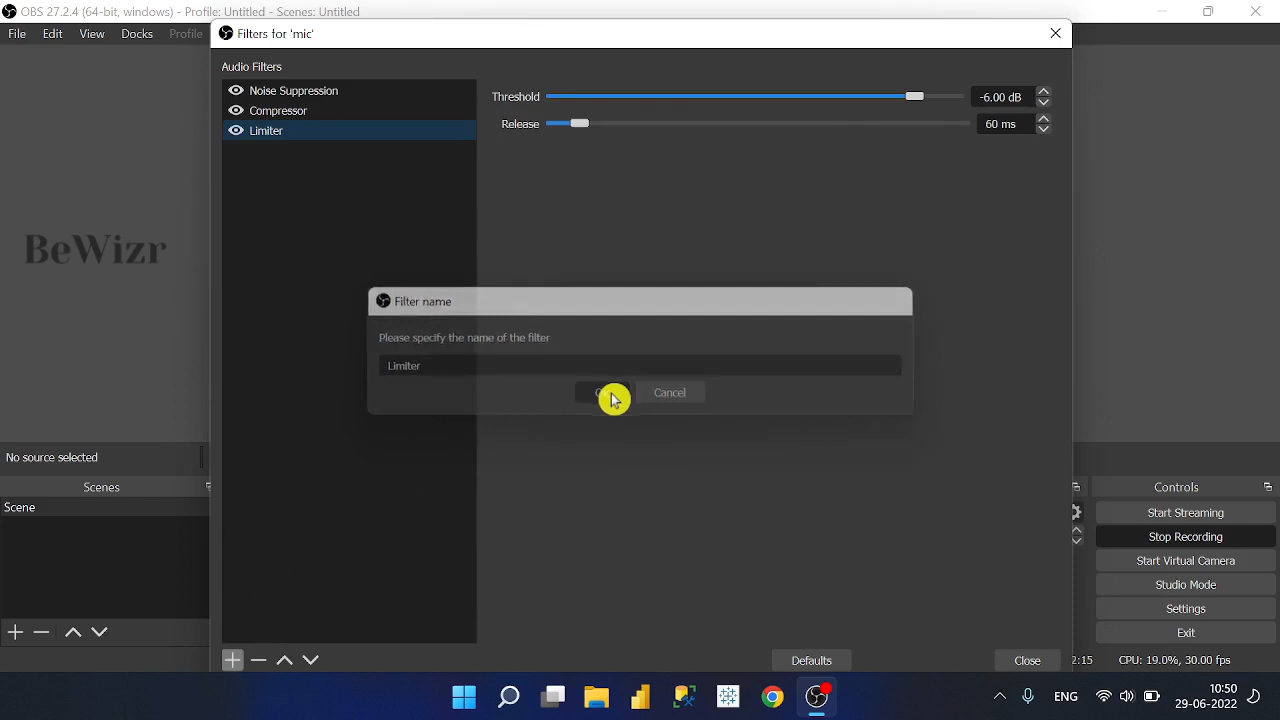 OBS 27.2.4 (64-bit, windows) - Profile: Untitled - Scenes: Untitled
File Edit View Docks Profile
Filters for 'mic'
Audio Filters
Noise Suppression
Compressor
Limiter
Threshold -6.00 dB
Release 60 ms
BeWizr
Filter name
Please specify the name of the filter
Limiter
Cancel
No source selected
Scenes
Scene
Controls
Start Streaming
Stop Recording
Start Virtual Camera
Studio Mode
Settings
Exit
Defaults
Close
2:15 CPU: 19.0%, 30.00 fps
ENG
10:50
29-06-2022